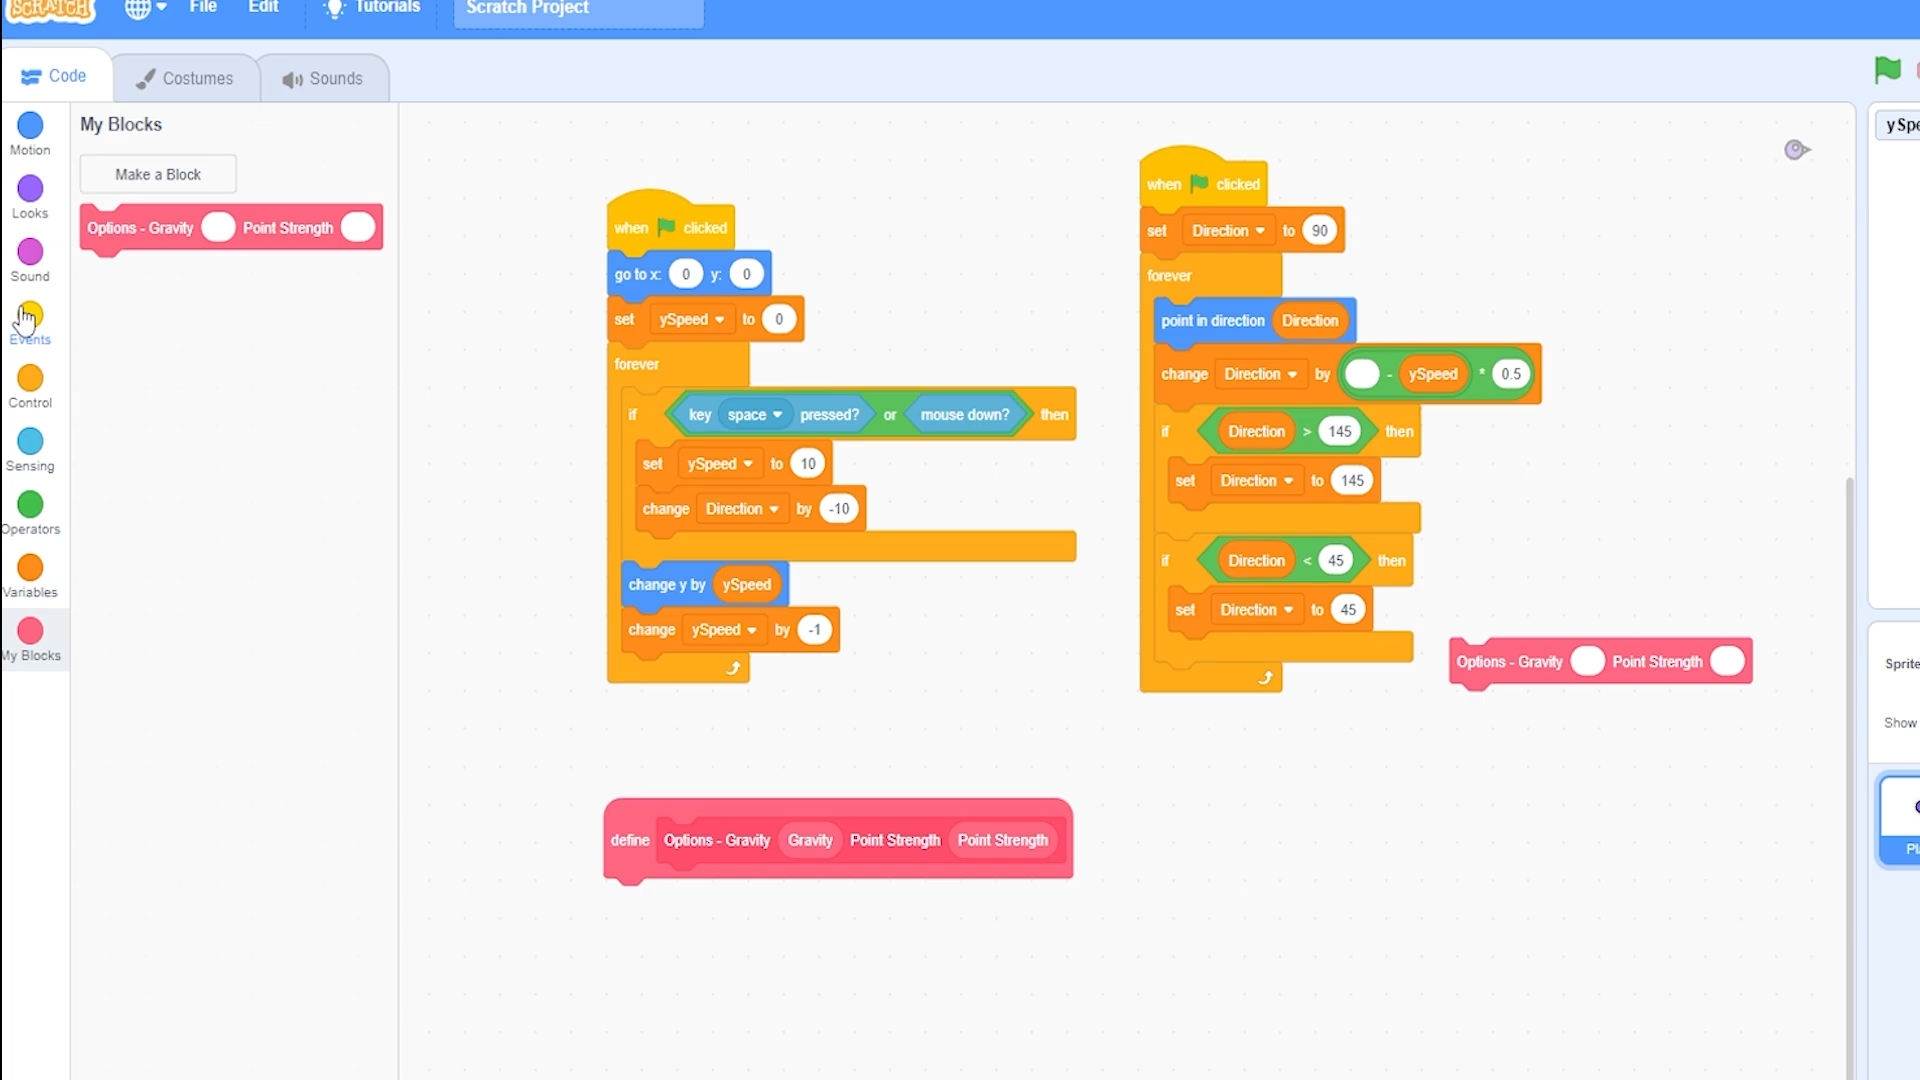 SCRATCH File Edit Tutorials Scratch Project
Code Costumes Sounds
Motion
Looks
Sound
Events
Control
Sensing
Operators
Variables
My Blocks
My Blocks
Make a Block
Options - Gravity Point Strength
when clicked
go to x: 0 y: 0
set ySpeed to 0
forever
if key space pressed? or mouse down? then
set ySpeed to 10
change Direction by -10
change y by ySpeed
change ySpeed by -1
when clicked
set Direction to 90
forever
point in direction Direction
change Direction by - ySpeed * 0.5
if Direction > 145 then
set Direction to 145
if Direction < 45 then
set Direction to 45
Options - Gravity Point Strength
define Options - Gravity Gravity Point Strength Point Strength
ySpe
Sprite
Show
Pl